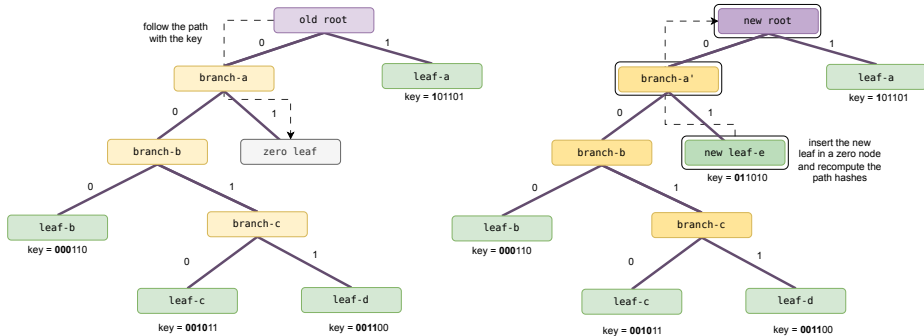 old root
follow the path
with the key
0
1
branch-a
leaf-a
key = 101101
0
1
branch-b
zero leaf
0
1
leaf-b
key = 000110
branch-c
0
1
leaf-c
leaf-d
key = 001011
key = 001100
new root
0
1
branch-a'
leaf-a
key = 101101
0
1
branch-b
new leaf-e
key = 011010
insert the new
leaf in a zero node
and recompute the
path hashes
0
1
leaf-b
key = 000110
branch-c
0
1
leaf-c
leaf-d
key = 001011
key = 001100